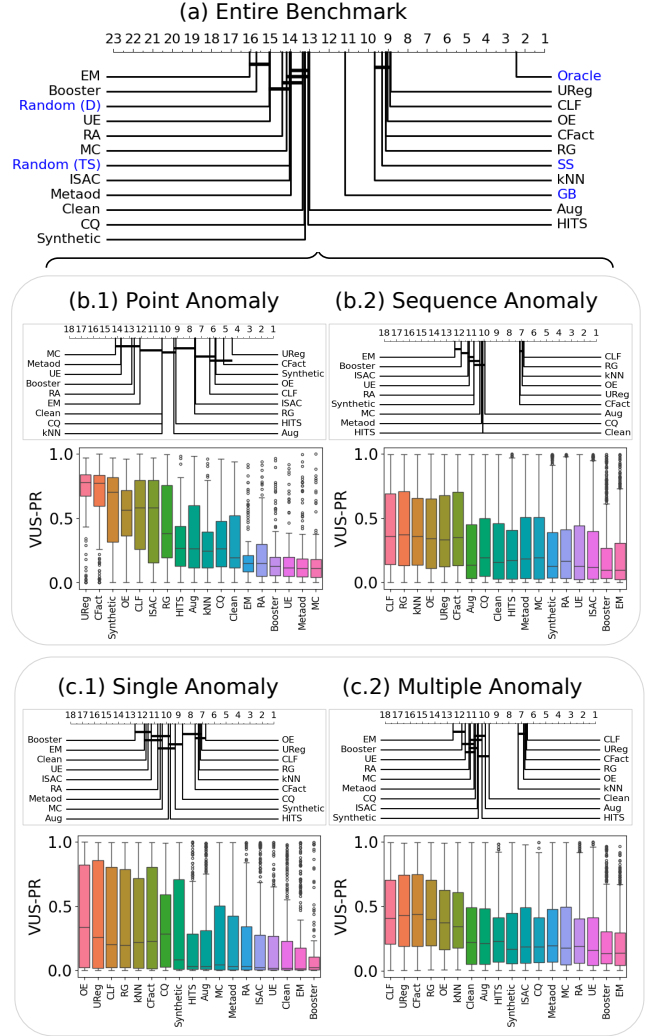 (a) Entire Benchmark
23 22 21 20 19 18 17 16 15 14 13 12 11 10 9 8 7 6 5 4 3 2 1
EM Oracle
Booster UReg
Random (D) CLF
UE OE
RA CFact
MC RG
Random (TS) SS
ISAC kNN
Metaod GB
Clean Aug
CQ HITS
Synthetic
(b.1) Point Anomaly
18 17 16 15 14 13 12 11 10 9 8 7 6 5 4 3 2 1
MC UReg
Metaod CFact
UE Synthetic
Booster OE
RA CLF
EM ISAC
Clean RG
CQ HITS
kNN Aug
VUS-PR
1.0
0.5
0.0
UReg CFact Synthetic OE CLF ISAC RG HITS Aug kNN CQ Clean EM RA Booster UE Metaod MC
(b.2) Sequence Anomaly
18 17 16 15 14 13 12 11 10 9 8 7 6 5 4 3 2 1
EM CLF
Booster RG
ISAC kNN
UE OE
RA UReg
Synthetic CFact
MC Aug
Metaod CQ
HITS Clean
VUS-PR
1.0
0.5
0.0
CLF RG kNN OE UReg CFact Aug CQ Clean HITS Metaod MC Synthetic RA UE ISAC Booster EM
(c.1) Single Anomaly
18 17 16 15 14 13 12 11 10 9 8 7 6 5 4 3 2 1
Booster OE
EM UReg
Clean CLF
UE RG
ISAC kNN
RA CFact
Metaod CQ
MC Synthetic
Aug HITS
VUS-PR
1.0
0.5
0.0
OE UReg CLF RG kNN CFact CQ Synthetic HITS Aug MC Metaod RA ISAC UE Clean EM Booster
(c.2) Multiple Anomaly
18 17 16 15 14 13 12 11 10 9 8 7 6 5 4 3 2 1
EM CLF
Booster UReg
UE CFact
RA RG
MC OE
Metaod kNN
CQ Clean
ISAC Aug
Synthetic HITS
VUS-PR
1.0
0.5
0.0
CLF UReg CFact RG OE kNN Clean Aug HITS Synthetic ISAC CQ Metaod MC RA UE Booster EM